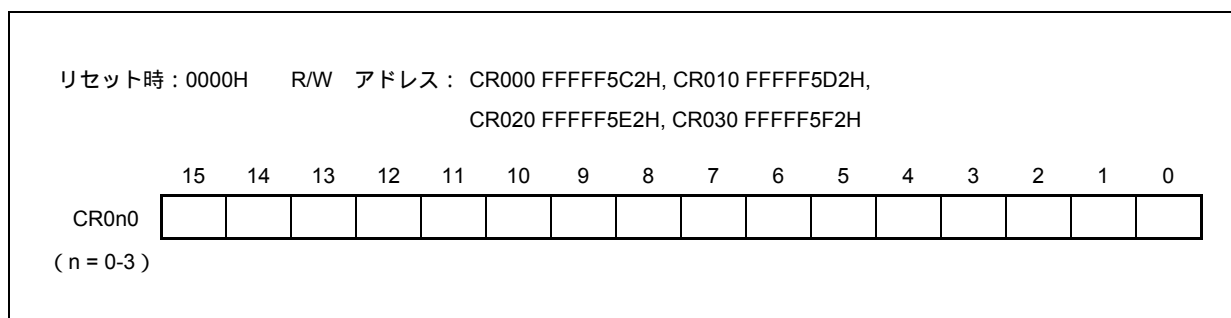 リセット時：0000H R/W アドレス： CR000 FFFFF5C2H, CR010 FFFFF5D2H,
CR020 FFFFF5E2H, CR030 FFFFF5F2H
15 14 13 12 11 10 9 8 7 6 5 4 3 2 1 0
CR0n0
（n = 0-3）